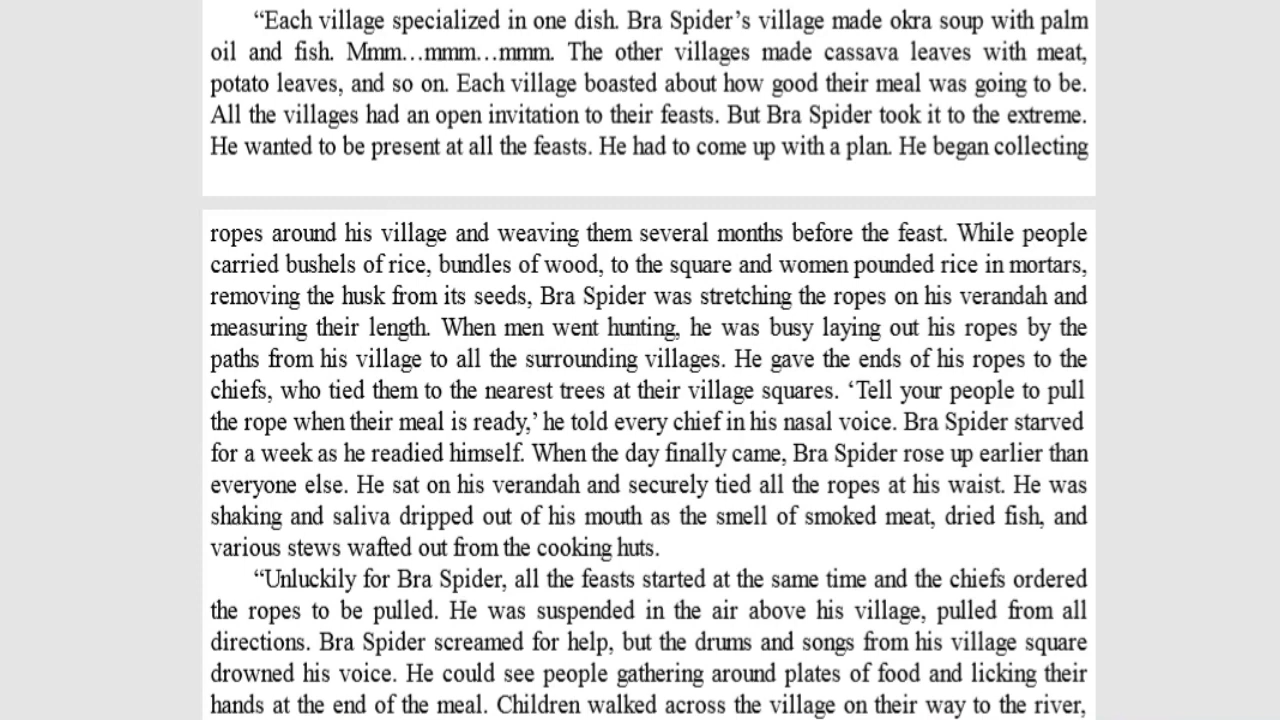 “Each village specialized in one dish. Bra Spider’s village made okra soup with palm
oil and fish. Mmm…mmm…mmm. The other villages made cassava leaves with meat,
potato leaves, and so on. Each village boasted about how good their meal was going to be.
All the villages had an open invitation to their feasts. But Bra Spider took it to the extreme.
He wanted to be present at all the feasts. He had to come up with a plan. He began collecting
ropes around his village and weaving them several months before the feast. While people
carried bushels of rice, bundles of wood, to the square and women pounded rice in mortars,
removing the husk from its seeds, Bra Spider was stretching the ropes on his verandah and
measuring their length. When men went hunting, he was busy laying out his ropes by the
paths from his village to all the surrounding villages. He gave the ends of his ropes to the
chiefs, who tied them to the nearest trees at their village squares. ‘Tell your people to pull
the rope when their meal is ready,’ he told every chief in his nasal voice. Bra Spider starved
for a week as he readied himself. When the day finally came, Bra Spider rose up earlier than
everyone else. He sat on his verandah and securely tied all the ropes at his waist. He was
shaking and saliva dripped out of his mouth as the smell of smoked meat, dried fish, and
various stews wafted out from the cooking huts.
“Unluckily for Bra Spider, all the feasts started at the same time and the chiefs ordered
the ropes to be pulled. He was suspended in the air above his village, pulled from all
directions. Bra Spider screamed for help, but the drums and songs from his village square
drowned his voice. He could see people gathering around plates of food and licking their
hands at the end of the meal. Children walked across the village on their way to the river,